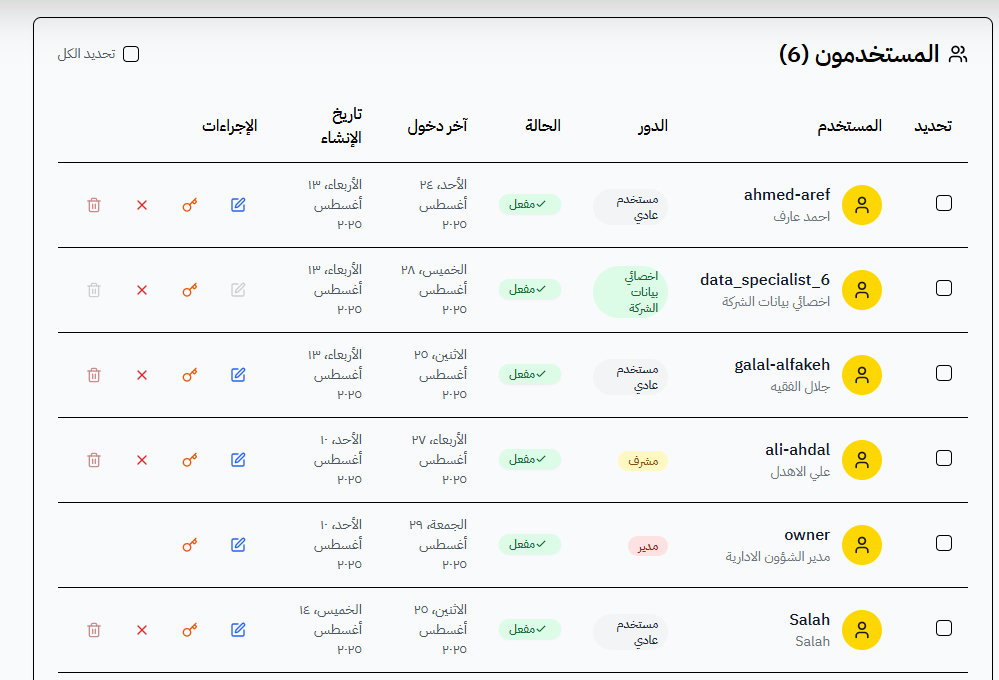 المستخدمون (6)
تحديد الكل
تحديد
المستخدم
الدور
الحالة
آخر دخول
تاريخ
الإنشاء
الإجراءات
ahmed-aref
احمد عارف
مستخدم
عادي
مفعل
الأحد، ٢٤
أغسطس
٢٠٢٥
الأربعاء، ١٣
أغسطس
٢٠٢٥
data_specialist_6
اخصائي بيانات الشركة
اخصائي
بيانات
الشركة
مفعل
الخميس، ٢٨
أغسطس
٢٠٢٥
الأربعاء، ١٣
أغسطس
٢٠٢٥
galal-alfakeh
جلال الفقيه
مستخدم
عادي
مفعل
الاثنين، ٢٥
أغسطس
٢٠٢٥
الأربعاء، ١٣
أغسطس
٢٠٢٥
ali-ahdal
علي الاهدل
مشرف
مفعل
الأربعاء، ٢٧
أغسطس
٢٠٢٥
الأحد، ١٠
أغسطس
٢٠٢٥
owner
مدير الشؤون الادارية
مدير
مفعل
الجمعة، ٢٩
أغسطس
٢٠٢٥
الأحد، ١٠
أغسطس
٢٠٢٥
Salah
Salah
مستخدم
عادي
مفعل
الاثنين، ٢٥
أغسطس
٢٠٢٥
الخميس، ١٤
أغسطس
٢٠٢٥